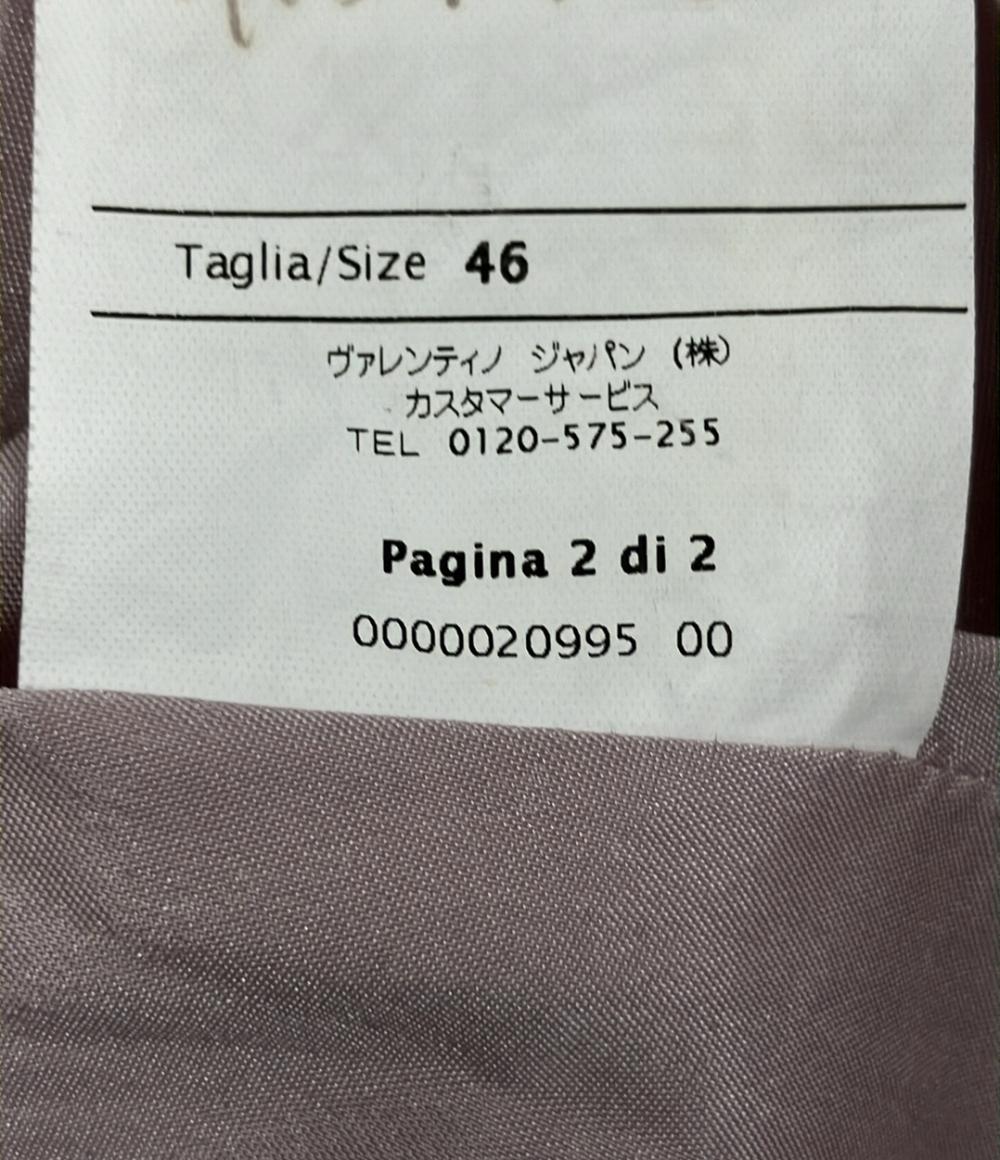 Taglia/Size 46
ヴァレンティノ ジャパン (株)
カスタマーサービス
TEL 0120-575-255
Pagina 2 di 2
0000020995 00